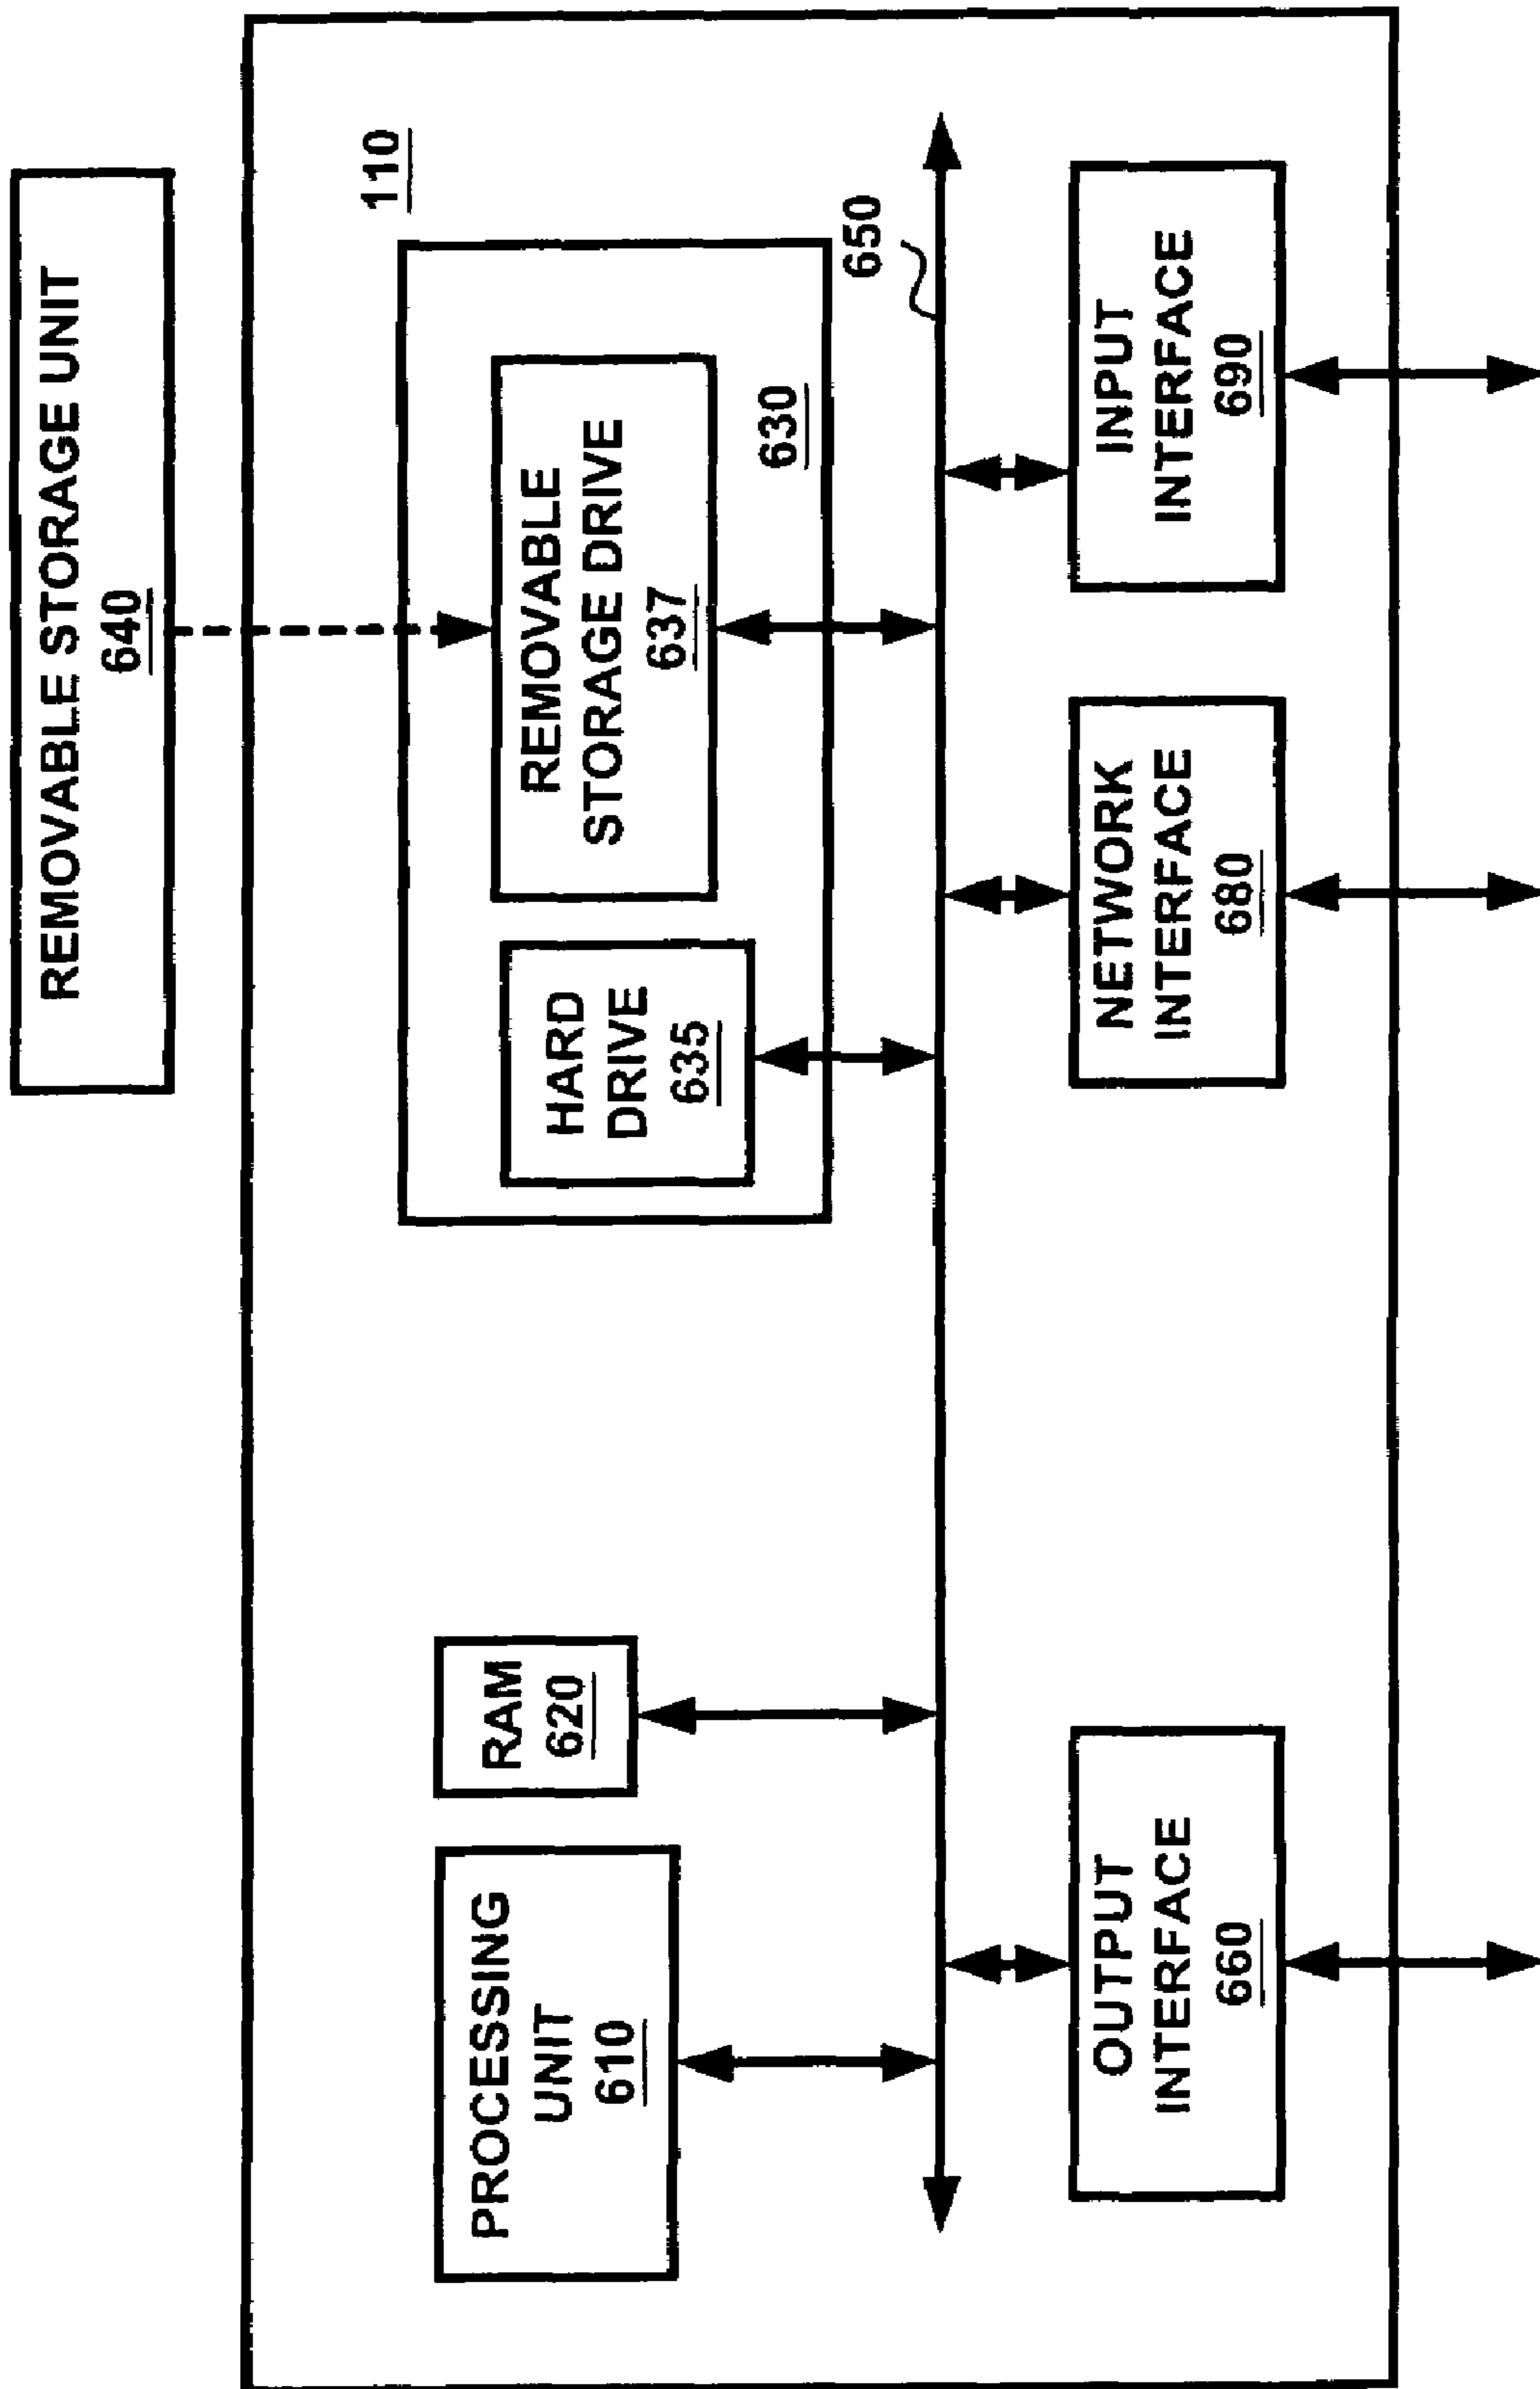 REMOVABLE STORAGE UNIT
640
110
PROCESSING
UNIT
610
RAM
620
HARD
DRIVE
635
REMOVABLE
STORAGE DRIVE
637
630
650
OUTPUT
INTERFACE
660
NETWORK
INTERFACE
680
INPUT
INTERFACE
690